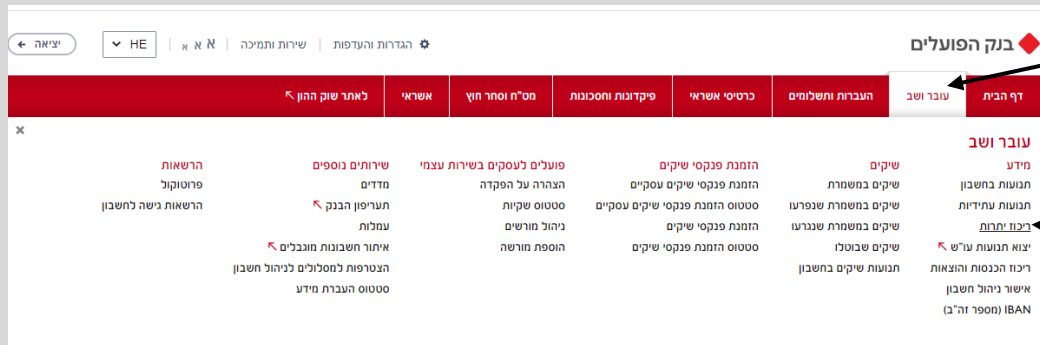 בנק הפועלים
הגדרות והעדפות | שירות ותמיכה | א א א | HE יציאה
דף הבית עובר ושב העברות ותשלומים כרטיסי אשראי פיקדונות וחסכונות מט"ח וסחר חוץ אשראי לאתר שוק ההון
עובר ושב
מידע
תנועות בחשבון
תנועות עתידיות
ריכוז יתרות
יצוא תנועות עו"ש
ריכוז הכנסות והוצאות
אישור ניהול חשבון
IBAN (מספר זה"ב)
שיקים
שיקים במשמרת
שיקים במשמרת שנפרעו
שיקים במשמרת שנגרעו
שיקים שבוטלו
תנועות שיקים בחשבון
הזמנת פנקסי שיקים
הזמנת פנקסי שיקים עסקיים
סטטוס הזמנת פנקסי שיקים עסקיים
הזמנת פנקסי שיקים
סטטוס הזמנת פנקסי שיקים
פועלים לעסקים בשירות עצמי
הצהרה על הפקדה
סטטוס שקיות
ניהול מורשים
הוספת מורשה
שירותים נוספים
מדדים
תעריפון הבנק
עמלות
איתור חשבונות מוגבלים
הצטרפות למסלולים לניהול חשבון
סטטוס העברת מידע
הרשאות
פרוטוקול
הרשאות גישה לחשבון